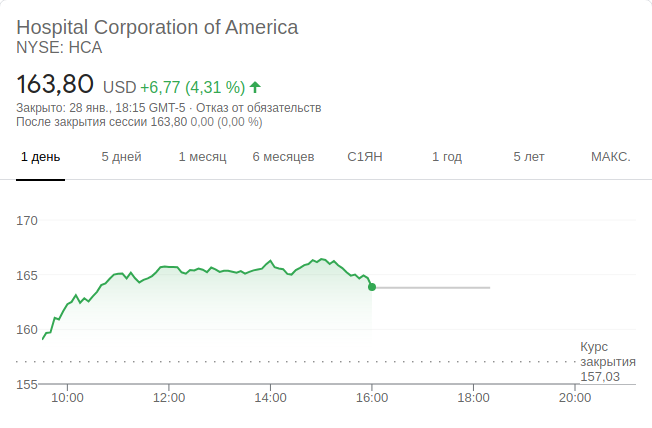 Hospital Corporation of America
NYSE: HCA
163,80 USD +6,77 (4,31 %)
Закрыто: 28 янв., 18:15 GMT-5 · Отказ от обязательств
После закрытия сессии 163,80 0,00 (0,00 %)
1 день 5 дней 1 месяц 6 месяцев С1ЯН 1 год 5 лет МАКС.
170
165
160
Курс
закрытия
157,03
155
10:00 12:00 14:00 16:00 18:00 20:00